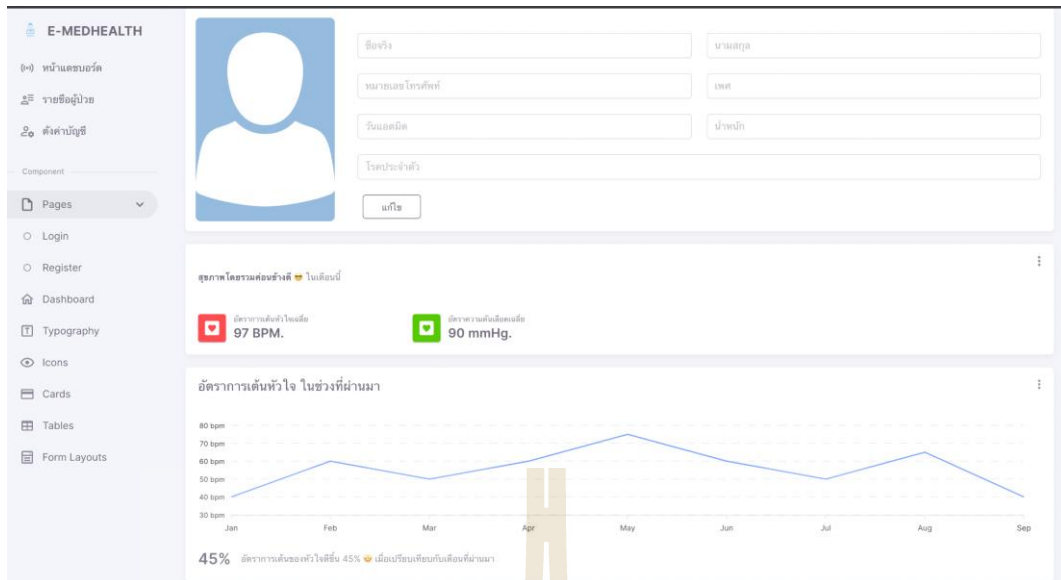 E-MEDHEALTH
หน้าแดชบอร์ด
รายชื่อผู้ป่วย
ตั้งค่าบัญชี
Component
Pages
Login
Register
Dashboard
Typography
Icons
Cards
Tables
Form Layouts
ชื่อจริง
นามสกุล
หมายเลขโทรศัพท์
เพศ
วันแอดมิด
น้ำหนัก
โรคประจำตัว
แก้ไข
สุขภาพโดยรวมค่อนข้างดี 😎 ในเดือนนี้
อัตราการเต้นหัวใจเฉลี่ย
97 BPM.
อัตราความดันเลือดเฉลี่ย
90 mmHg.
อัตราการเต้นหัวใจ ในช่วงที่ผ่านมา
80 bpm
70 bpm
60 bpm
50 bpm
40 bpm
30 bpm
Jan Feb Mar Apr May Jun Jul Aug Sep
45% อัตราการเต้นของหัวใจดีขึ้น 45% 😎 เมื่อเปรียบเทียบกับเดือนที่ผ่านมา